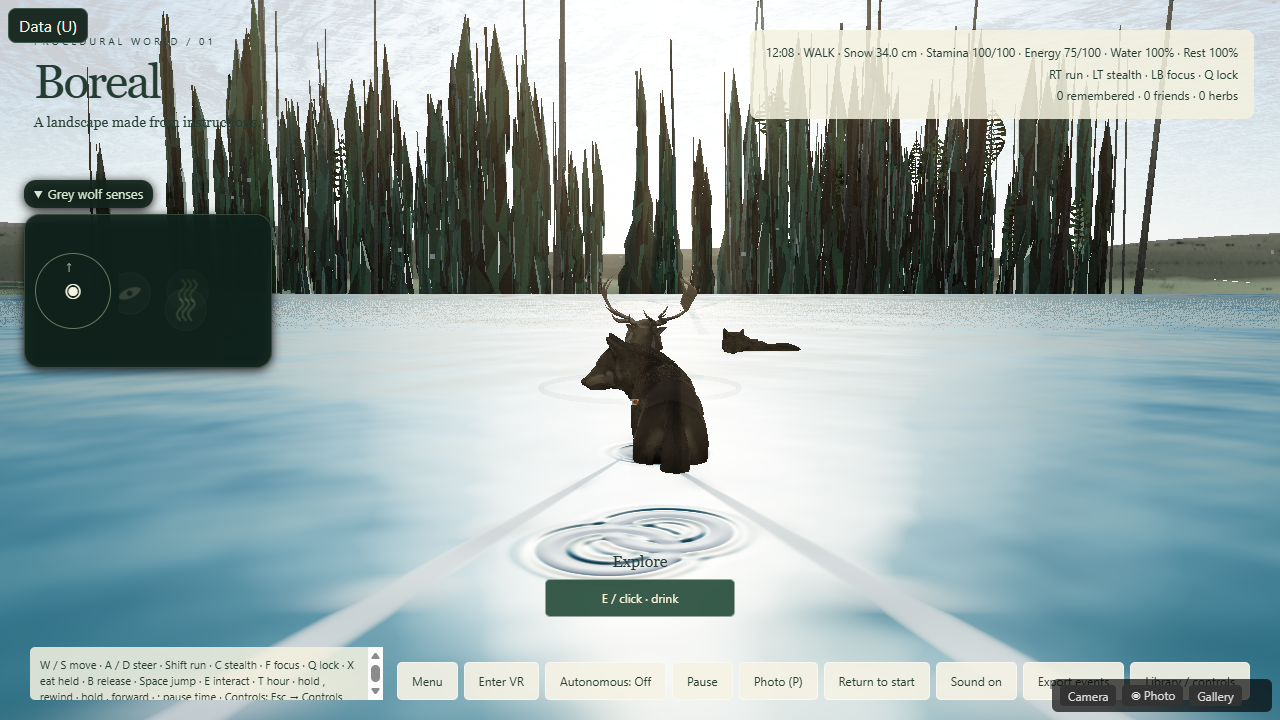 Data (U)
PROCEDURAL WORLD / 01
Boreal
A landscape made from instructions
12:08 · WALK · Snow 34.0 cm · Stamina 100/100 · Energy 75/100 · Water 100% · Rest 100%
RT run · LT stealth · LB focus · Q lock
0 remembered · 0 friends · 0 herbs
▼ Grey wolf senses
↑
Explore
E / click · drink
W / S move · A / D steer · Shift run · C stealth · F focus · Q lock · X
eat held · B release · Space jump · E interact · T hour · hold ,
rewind · hold . forward · ; pause time · Controls: Esc → Controls
Menu
Enter VR
Autonomous: Off
Pause
Photo (P)
Return to start
Sound on
Export events
Library / controls
Camera
◉ Photo
Gallery